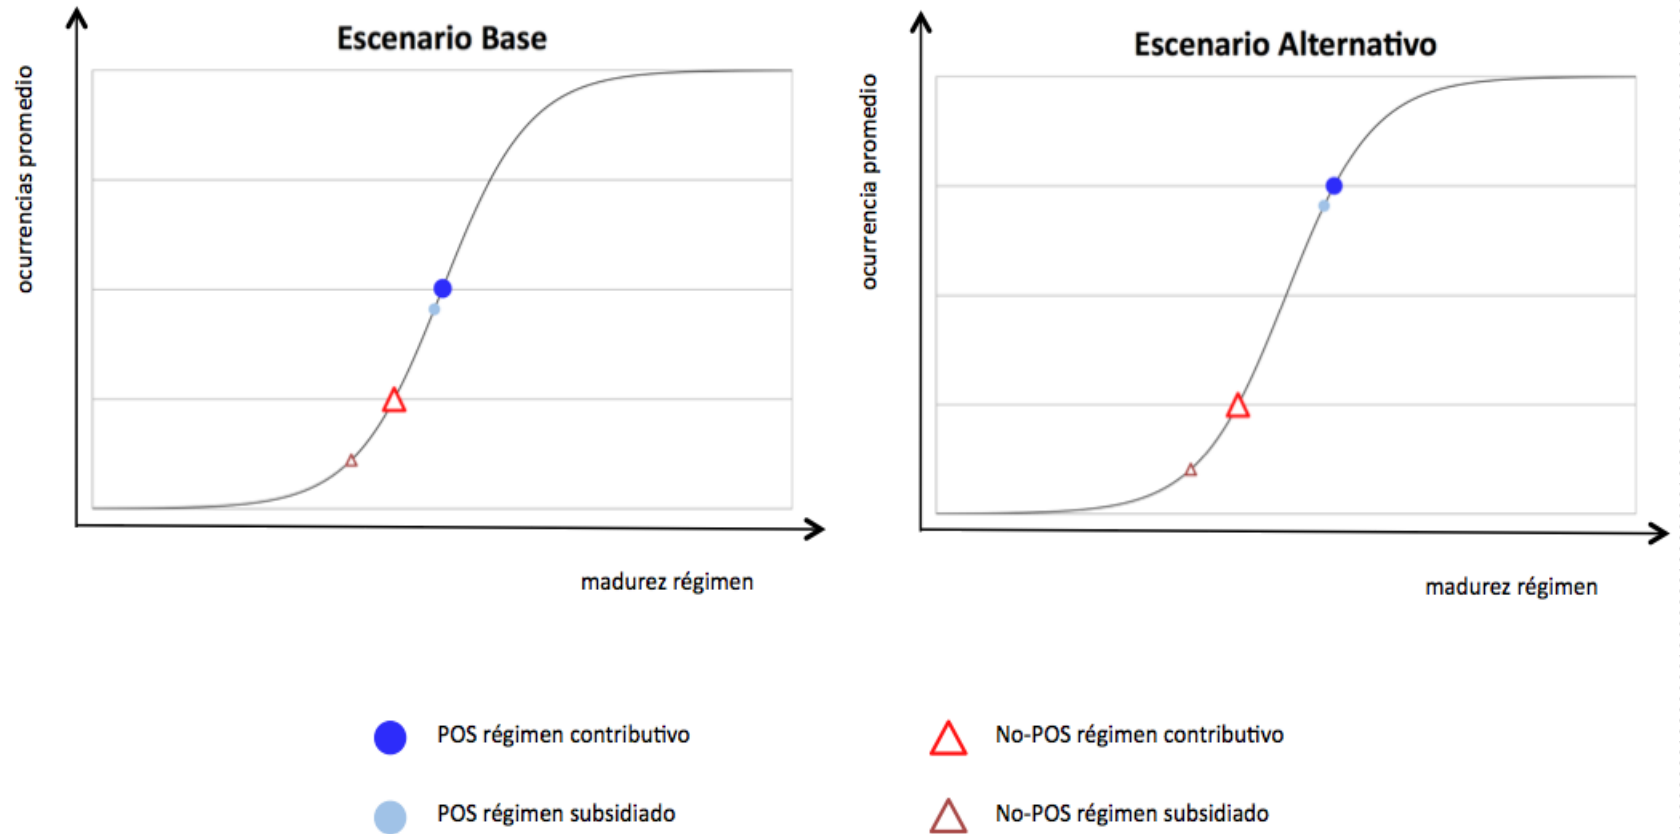 Escenario Base
ocurrencias promedio
madurez régimen
Escenario Alternativo
ocurrencia promedio
madurez régimen
POS régimen contributivo
No-POS régimen contributivo
POS régimen subsidiado
No-POS régimen subsidiado